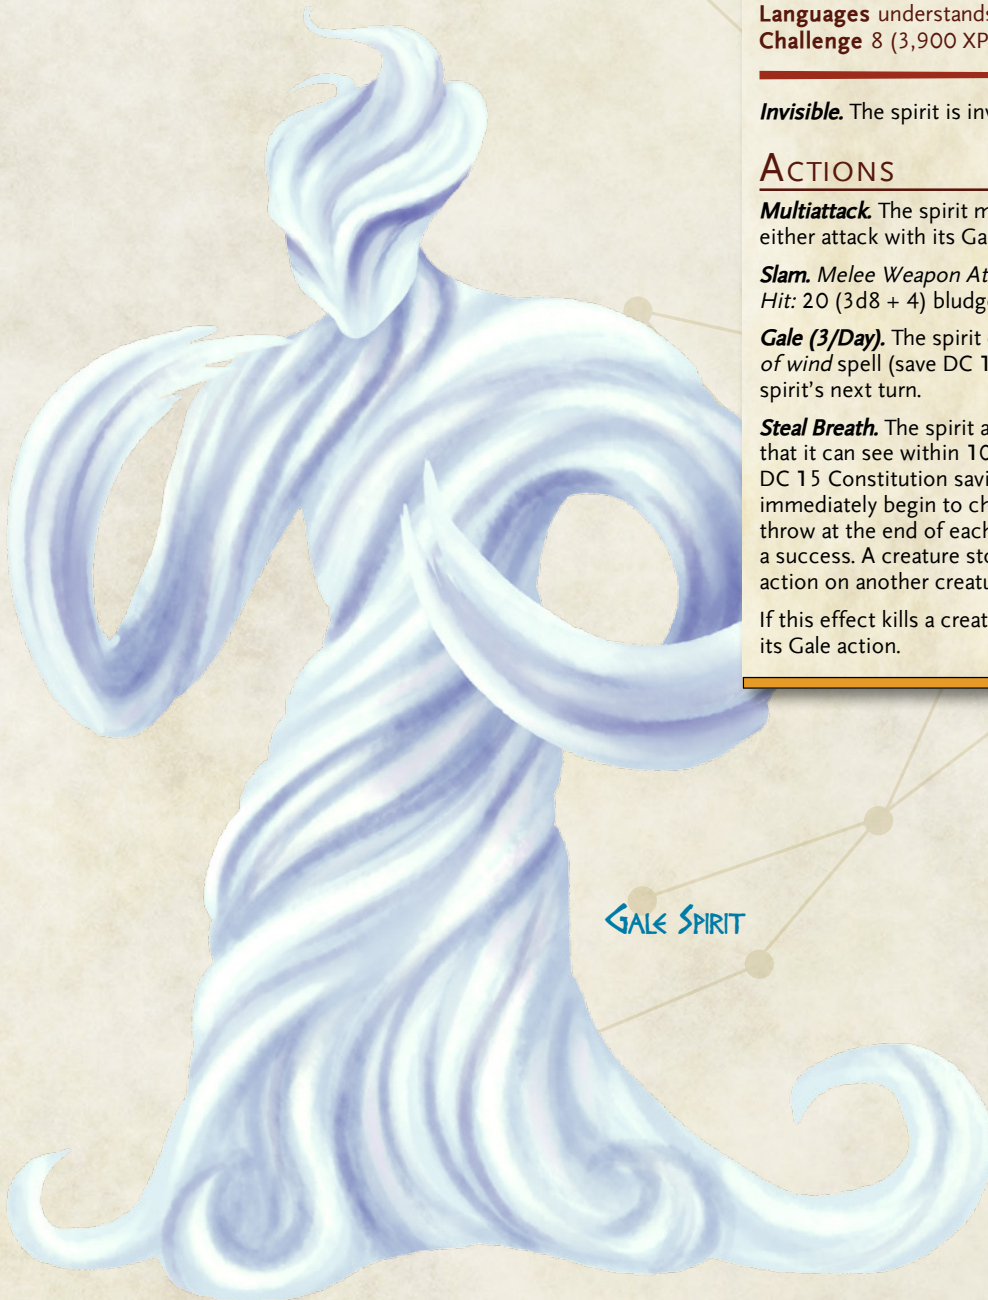 Languages understands
Challenge 8 (3,900 XP
Invisible. The spirit is inv
ACTIONS
Multiattack. The spirit m
either attack with its Ga
Slam. Melee Weapon At
Hit: 20 (3d8 + 4) bludge
Gale (3/Day). The spirit
of wind spell (save DC 1
spirit's next turn.
Steal Breath. The spirit a
that it can see within 10
DC 15 Constitution savi
immediately begin to ch
throw at the end of each
a success. A creature sto
action on another creatu
If this effect kills a creat
its Gale action.
GALE SPIRIT